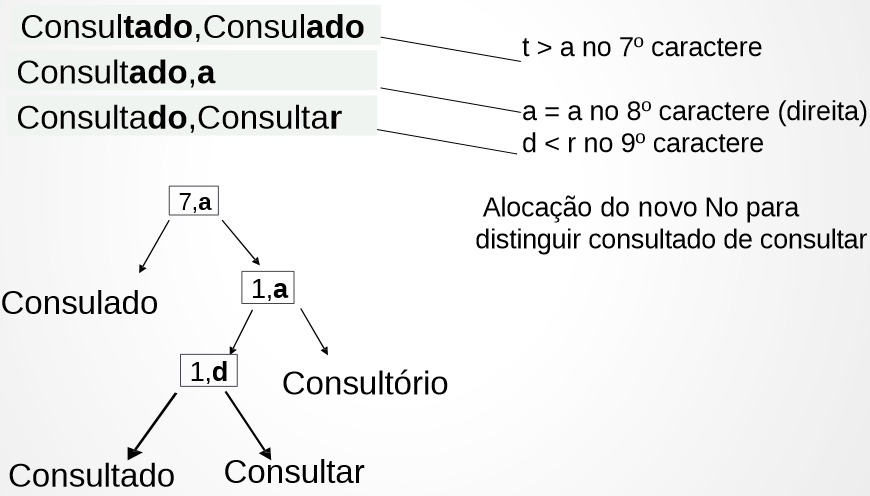 Consultado,Consulado
Consultado,a
Consultado,Consultar
t > a no 7º caractere
a = a no 8º caractere (direita)
d < r no 9º caractere
Alocação do novo No para
distinguir consultado de consultar
7,a
Consulado
1,a
1,d
Consultório
Consultado
Consultar